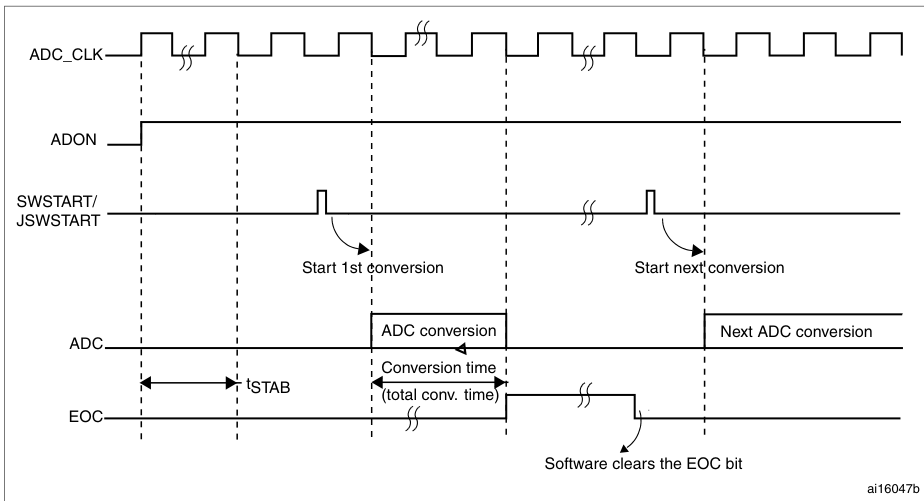 ADC_CLK
ADON
SWSTART/
JSWSTART
Start 1st conversion
Start next conversion
ADC
ADC conversion
Next ADC conversion
tSTAB
Conversion time
(total conv. time)
EOC
Software clears the EOC bit
ai16047b